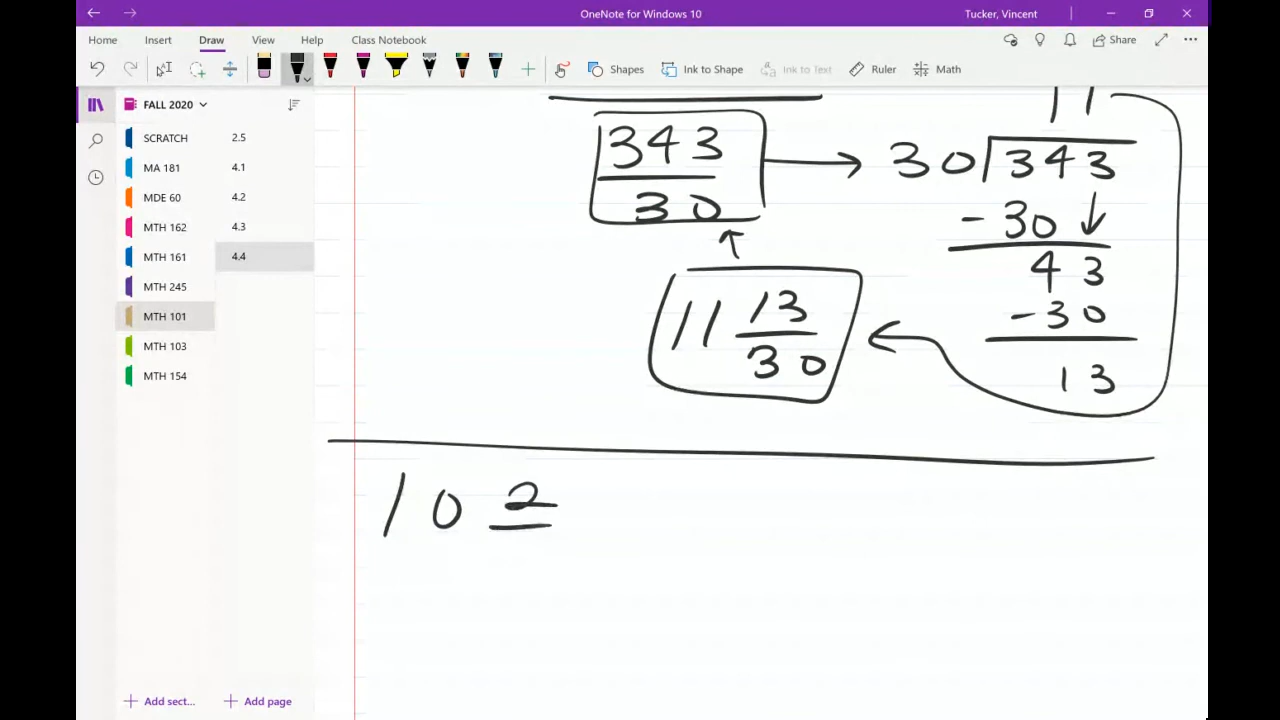 OneNote for Windows 10
Tucker, Vincent
Home Insert Draw View Help Class Notebook
Share
Shapes Ink to Shape Ink to Text Ruler Math
FALL 2020
SCRATCH
MA 181
MDE 60
MTH 162
MTH 161
MTH 245
MTH 101
MTH 103
MTH 154
2.5
4.1
4.2
4.3
4.4
Add sect...
Add page
343
30
11 13/30
11
30 343
-30
43
-30
13
10 2